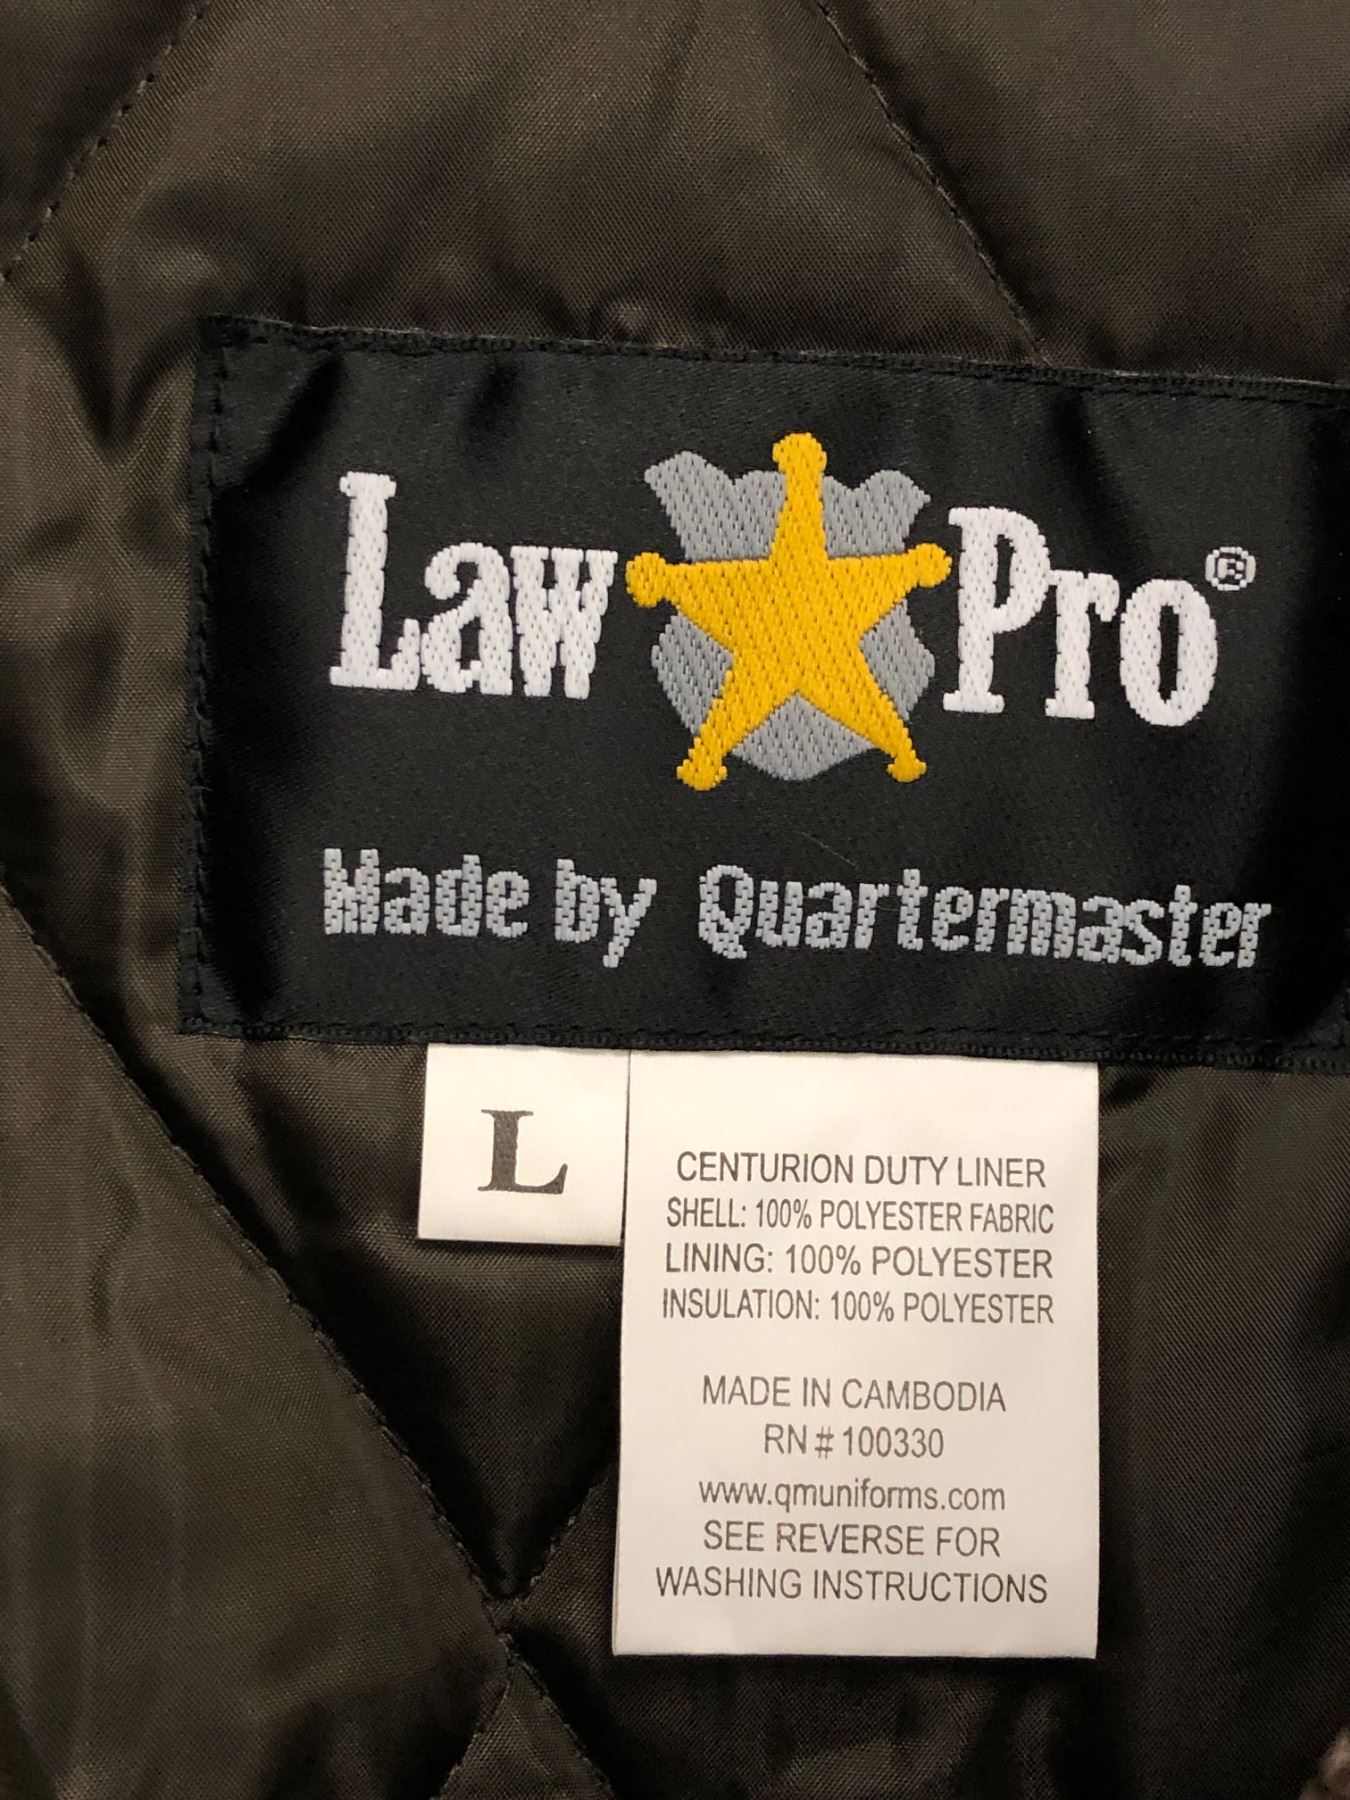 Law Pro®
Made by Quartermaster
L
CENTURION DUTY LINER
SHELL: 100% POLYESTER FABRIC
LINING: 100% POLYESTER
INSULATION: 100% POLYESTER
MADE IN CAMBODIA
RN # 100330
www.qmuniforms.com
SEE REVERSE FOR
WASHING INSTRUCTIONS